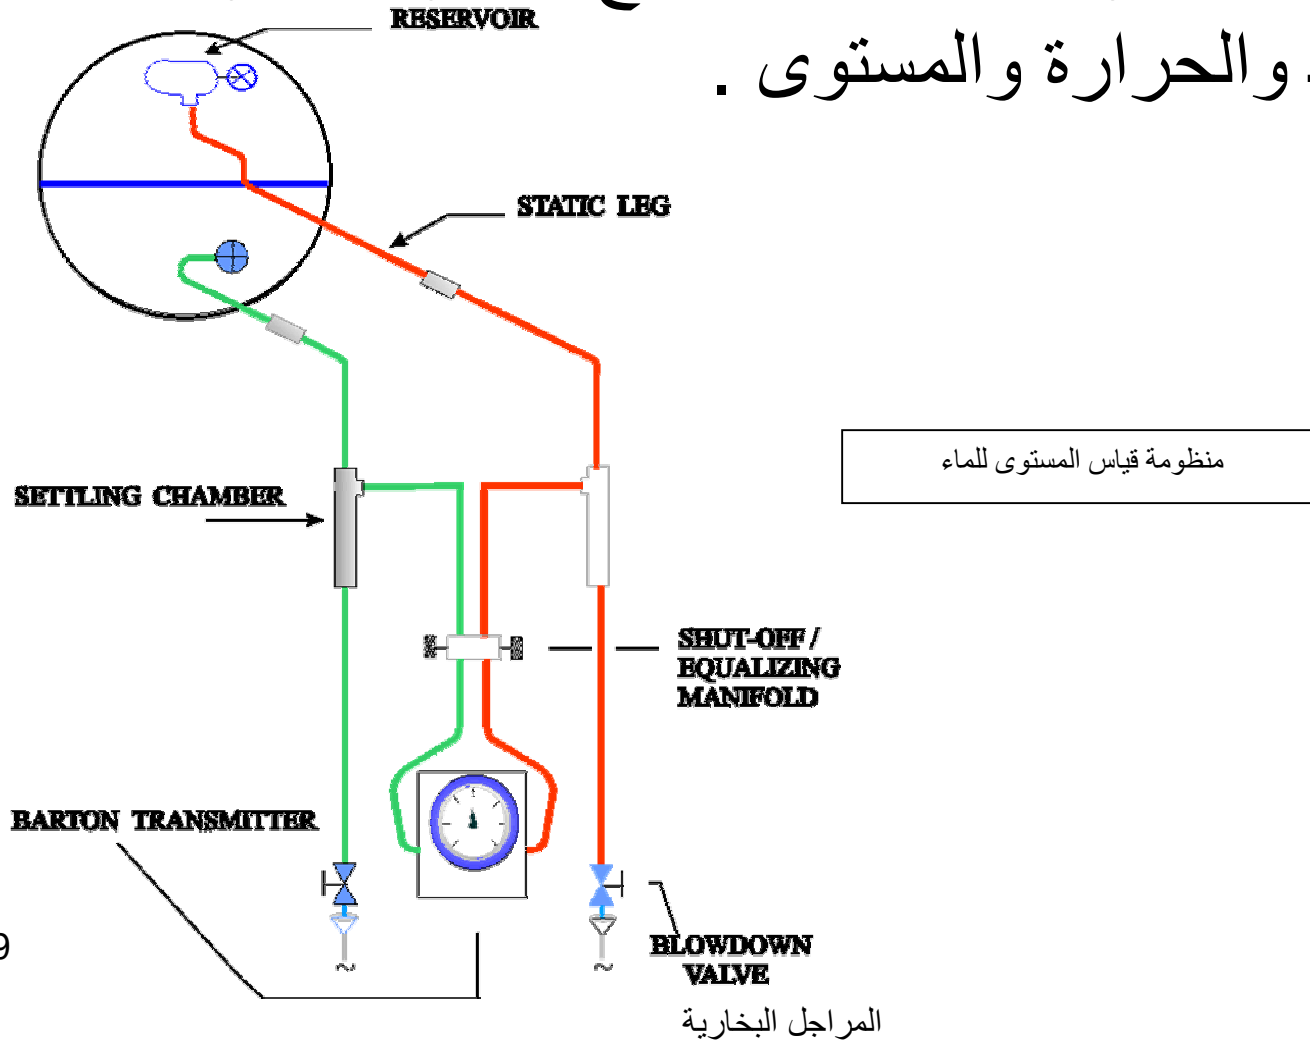 RESERVOIR
والحرارة والمستوى .
STATIC LEG
منظومة قياس المستوى للماء
SETTLING CHAMBER
SHUT-OFF /
EQUALIZING
MANIFOLD
BARTON TRANSMITTER
9
BLOWDOWN
VALVE
المراجل البخارية